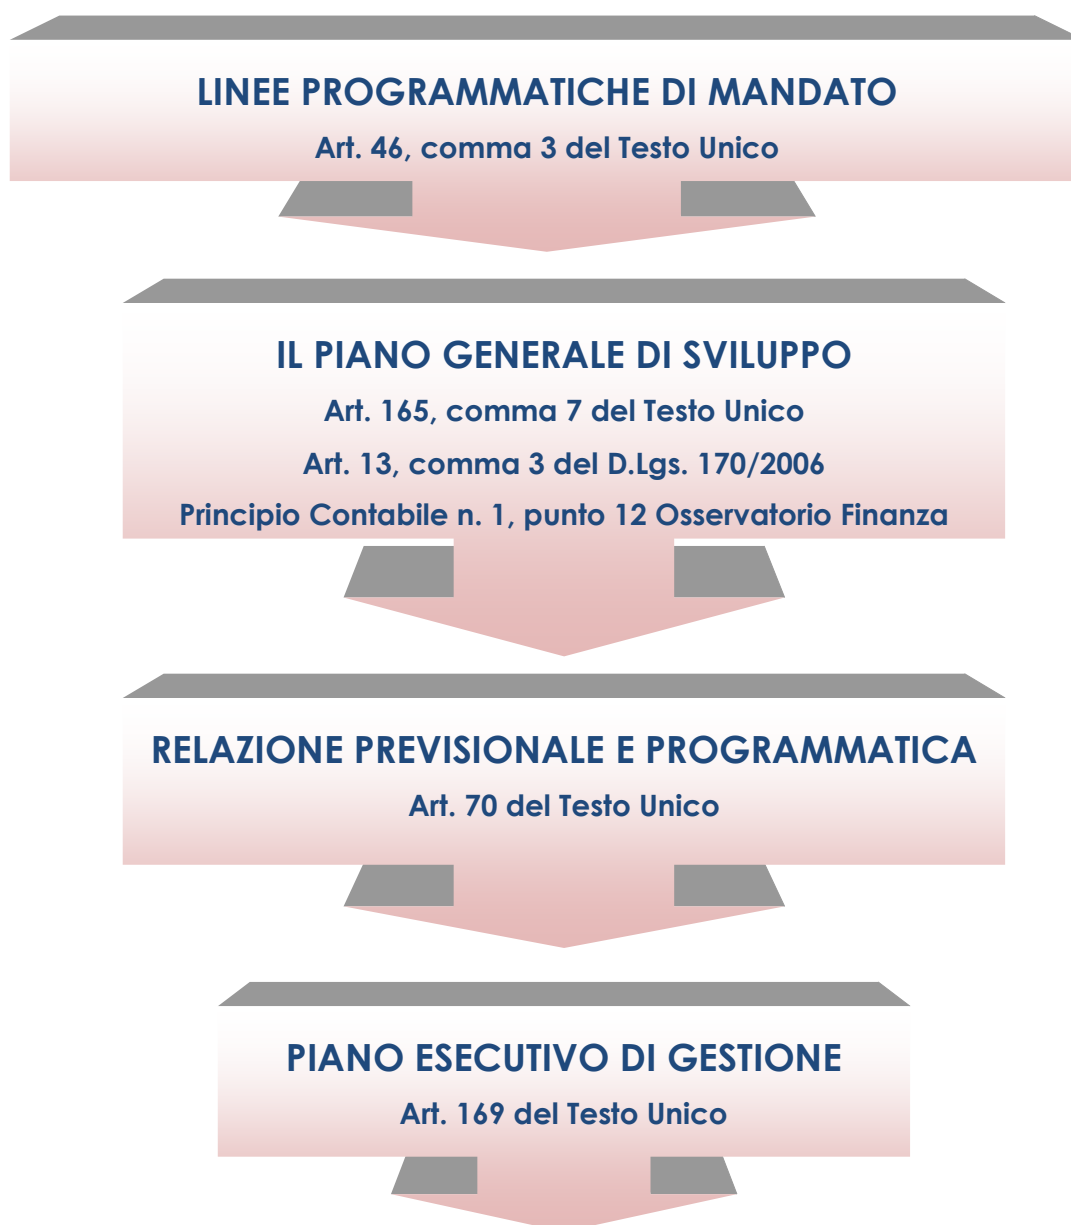 LINEE PROGRAMMATICHE DI MANDATO
Art. 46, comma 3 del Testo Unico
IL PIANO GENERALE DI SVILUPPO
Art. 165, comma 7 del Testo Unico
Art. 13, comma 3 del D.Lgs. 170/2006
Principio Contabile n. 1, punto 12 Osservatorio Finanza
RELAZIONE PREVISIONALE E PROGRAMMATICA
Art. 70 del Testo Unico
PIANO ESECUTIVO DI GESTIONE
Art. 169 del Testo Unico